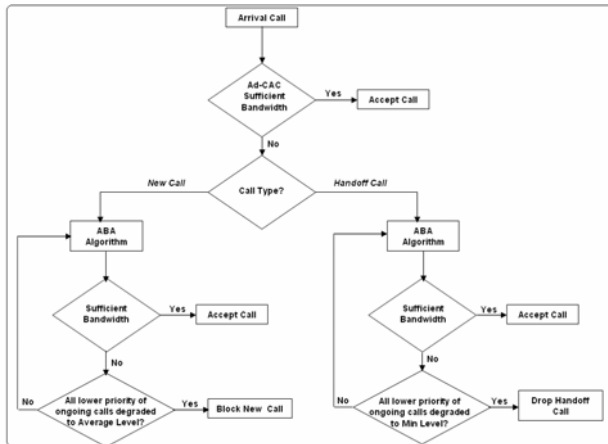 Arrival Call
Ad-CAC
Sufficient
Bandwidth
Yes
Accept Call
No
Call Type?
New Call
Handoff Call
ABA
Algorithm
Sufficient
Bandwidth
Yes
Accept Call
No
All lower priority of
ongoing calls degraded
to Average Level?
No
Yes
Block New Call
ABA
Algorithm
Sufficient
Bandwidth
Yes
Accept Call
No
All lower priority of
ongoing calls degraded
to Min Level?
No
Yes
Drop Handoff
Call